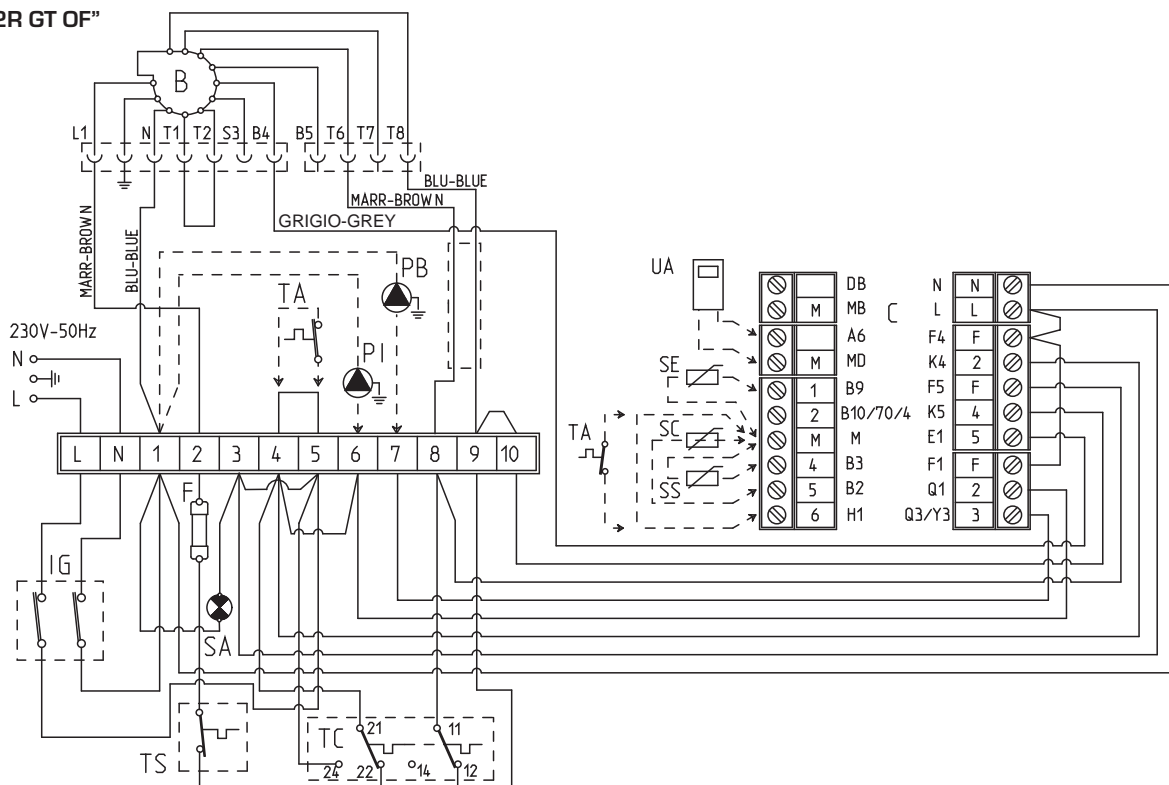 2R GT OF”
B
L1 N T1 T2 S3 B4 B5 T6 T7 T8
BLU-BLUE
MARR-BROWN
GRIGIO-GREY
MARR-BROWN
BLU-BLUE
PB
TA
PI
230V-50Hz
N
L
L N 1 2 3 4 5 6 7 8 9 10
F
IG
SA
TS
TC
21
11
24
22
14
12
UA
SE
SC
TA
SS
DB
M MB
A6
M MD
1 B9
2 B10/70/4
M M
4 B3
5 B2
6 H1
C
N N
L L
F4 F
K4 2
F5 F
K5 4
E1 5
F1 F
Q1 2
Q3/Y3 3